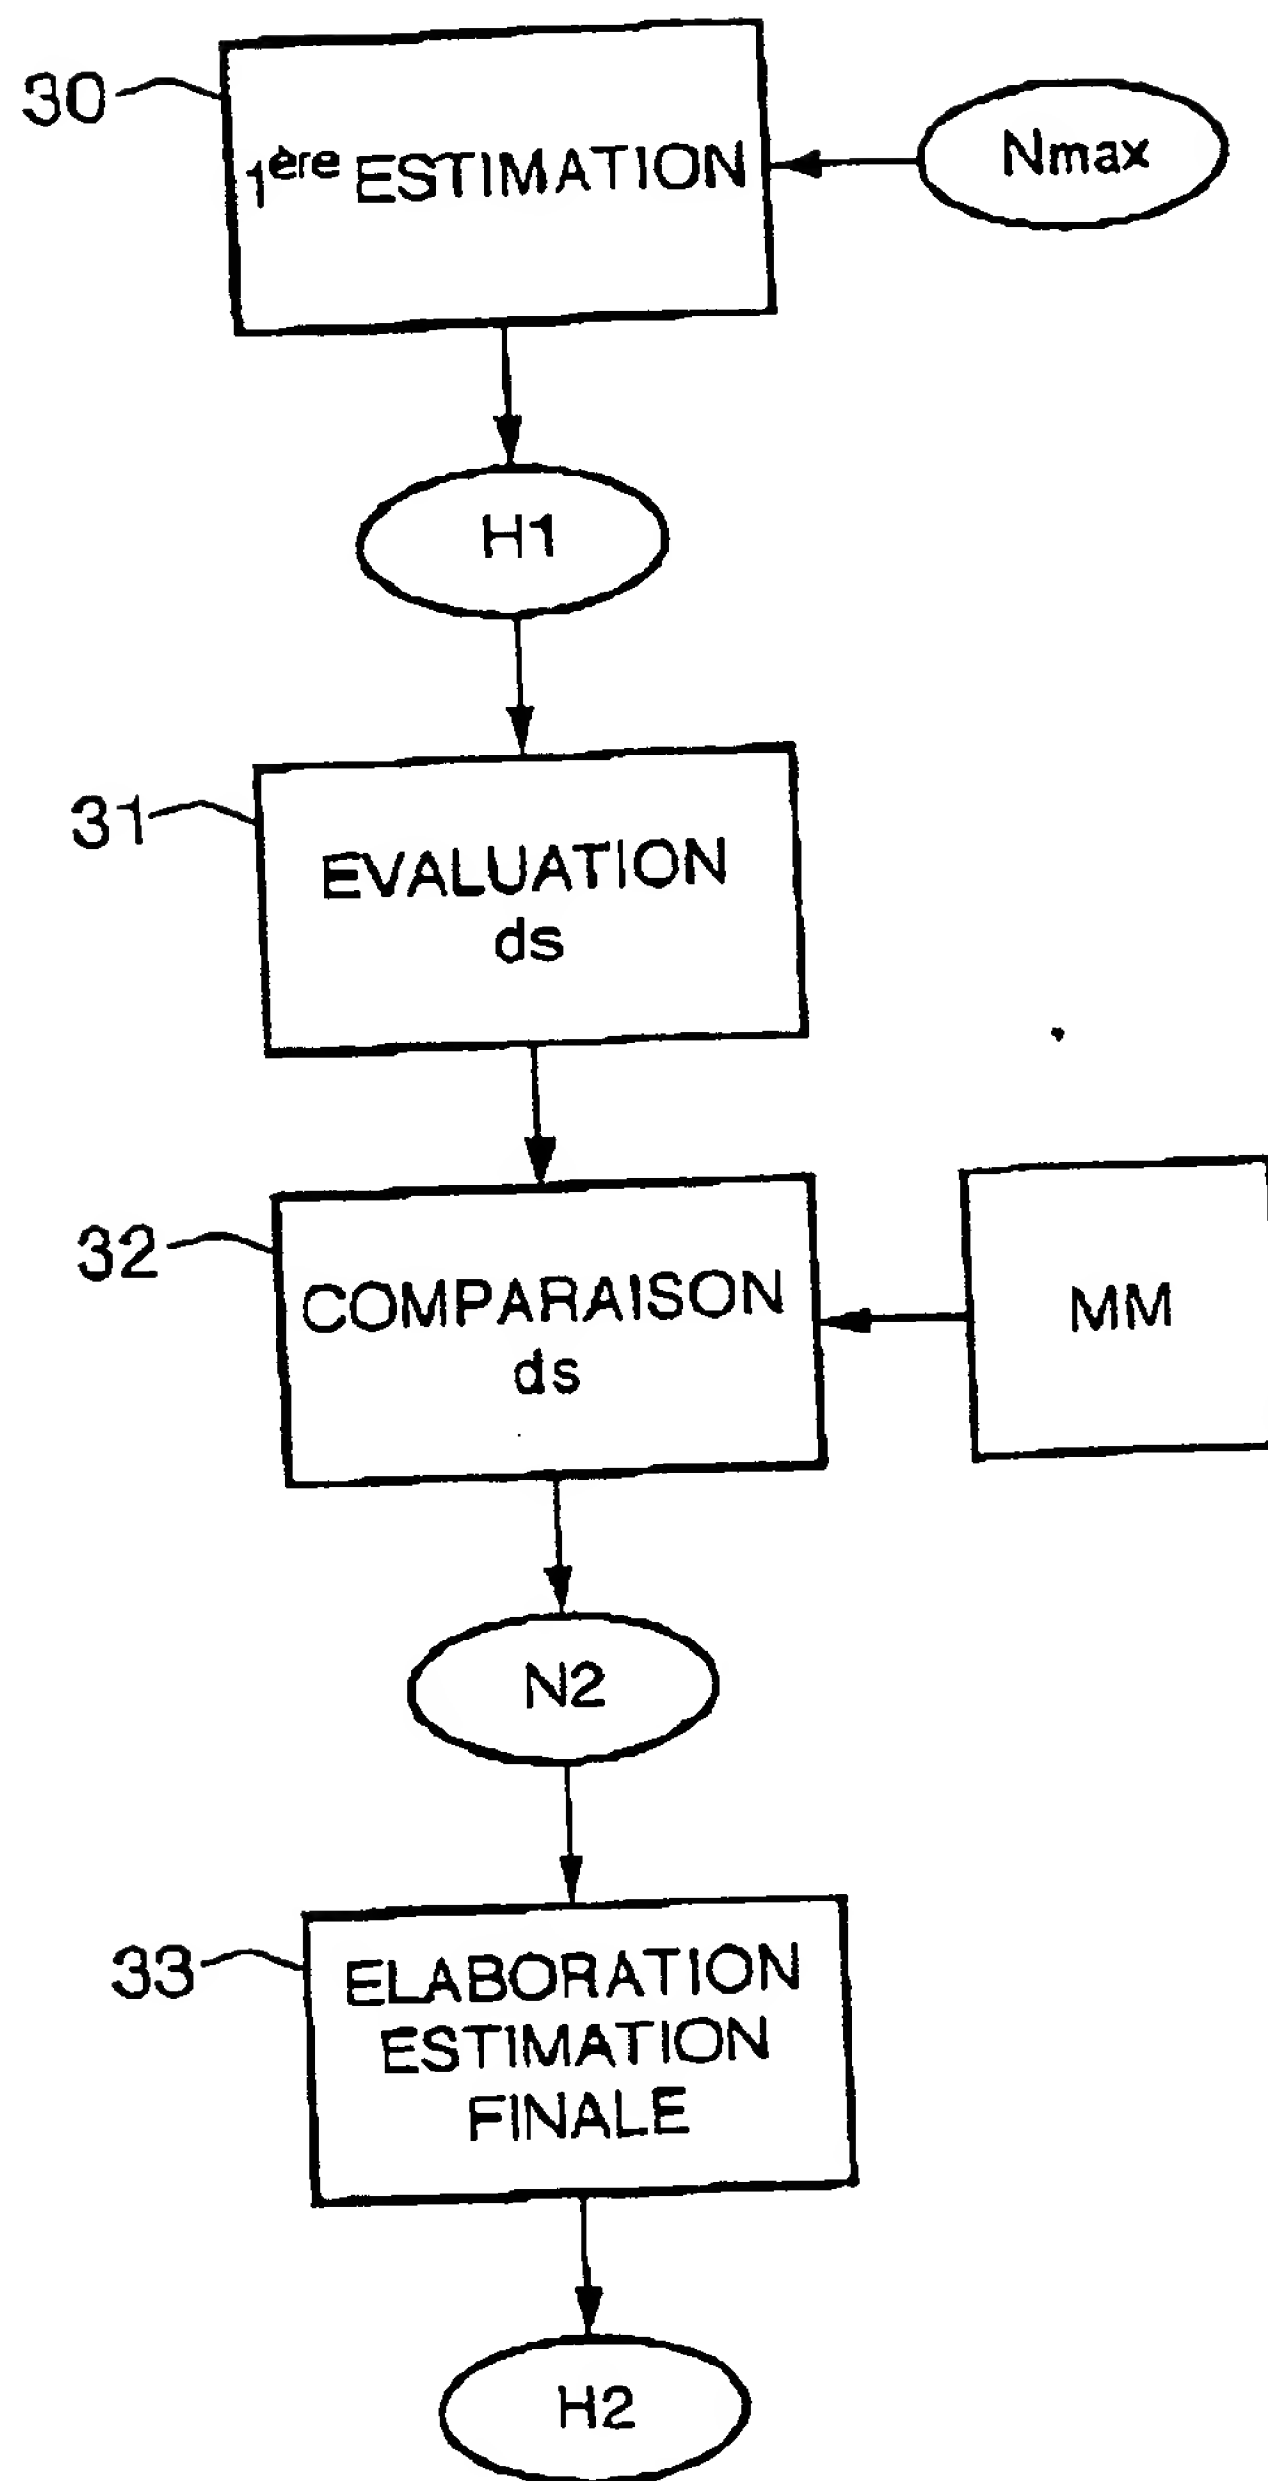 30
1ère ESTIMATION
Nmax
H1
31
EVALUATION
ds
32
COMPARAISON
ds
MM
N2
33
ELABORATION
ESTIMATION
FINALE
H2